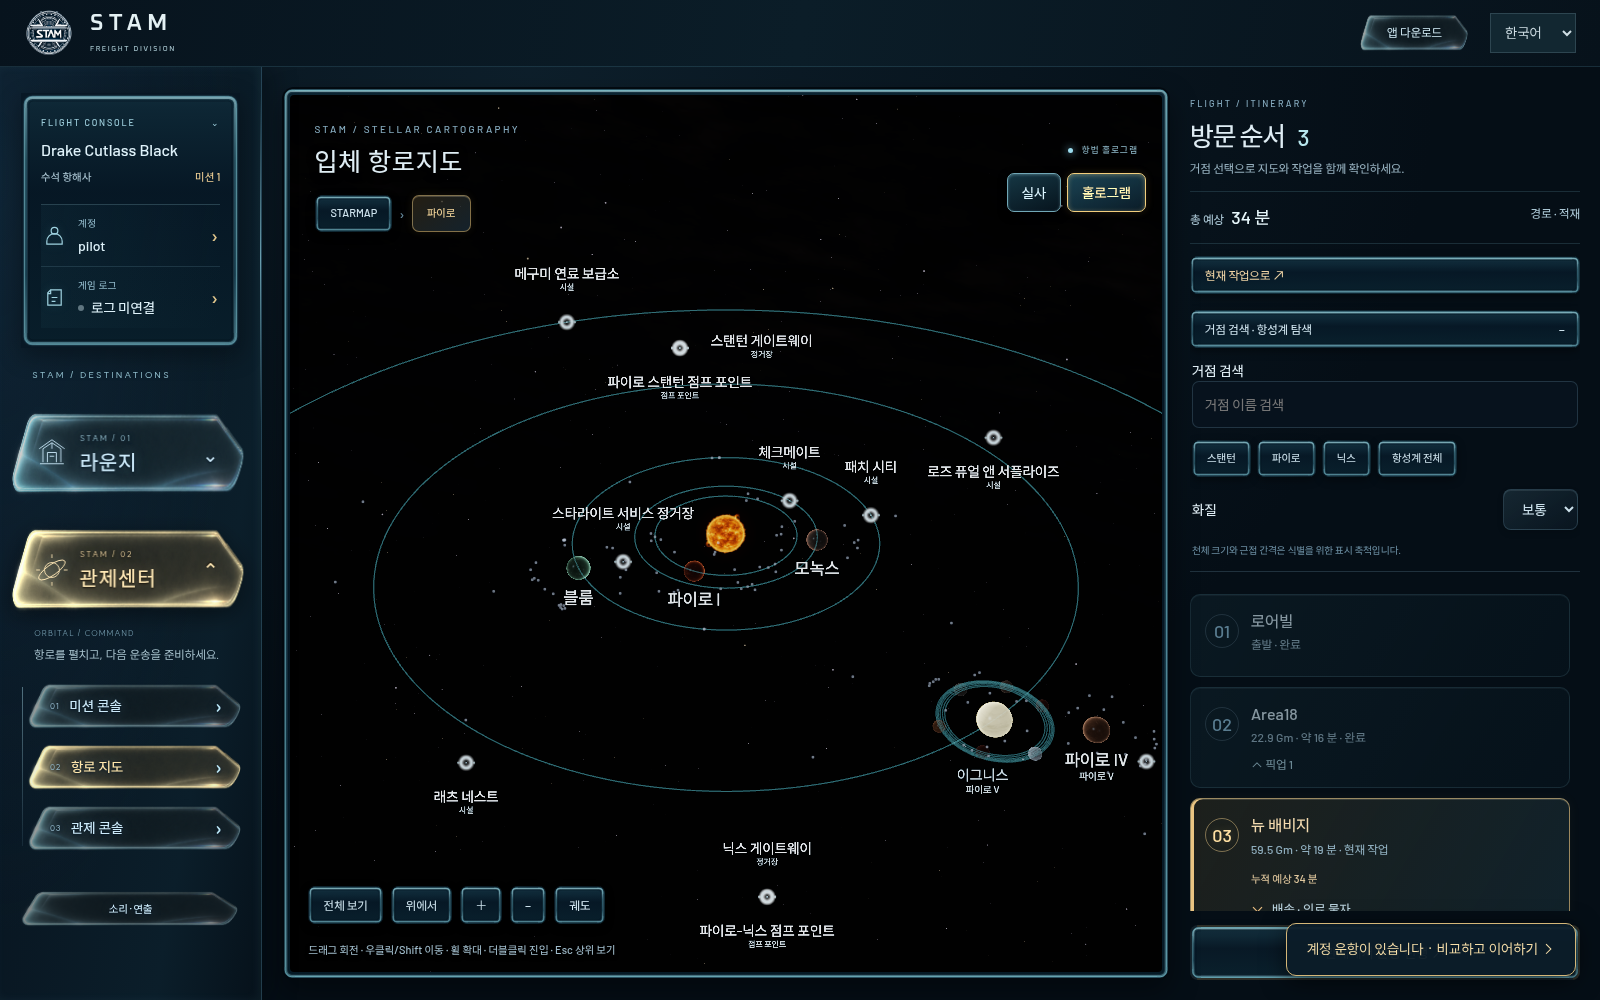 STAM
STAM
FREIGHT DIVISION
앱 다운로드
한국어
FLIGHT CONSOLE
Drake Cutlass Black
수석 항해사
미션 1
계정
pilot
게임 로그
로그 미연결
STAM / DESTINATIONS
STAM / 01
라운지
STAM / 02
관제센터
ORBITAL / COMMAND
항로를 펼치고, 다음 운송을 준비하세요.
01 미션 콘솔
02 항로 지도
03 관제 콘솔
소리·연출
STAM / STELLAR CARTOGRAPHY
입체 항로지도
STARMAP
›
파이로
항법 홀로그램
실사
홀로그램
메구미 연료 보급소
시설
스탠턴 게이트웨이
정거장
파이로 스탠턴 점프 포인트
점프 포인트
체크메이트
시설
패치 시티
시설
로즈 퓨얼 앤 서플라이즈
시설
스타라이트 서비스 정거장
시설
모녹스
블룸
파이로 I
이그니스
파이로 V
파이로 IV
파이로 V
래츠 네스트
시설
닉스 게이트웨이
정거장
파이로-닉스 점프 포인트
점프 포인트
전체 보기
위에서
+
-
궤도
드래그 회전 · 우클릭/Shift 이동 · 휠 확대 · 더블클릭 진입 · Esc 상위 보기
FLIGHT / ITINERARY
방문 순서 3
거점 선택으로 지도와 작업을 함께 확인하세요.
총 예상 34 분
경로 · 적재
현재 작업으로 ↗
거점 검색 · 항성계 탐색
−
거점 검색
거점 이름 검색
스탠턴
파이로
닉스
항성계 전체
화질
보통
천체 크기와 근접 간격은 식별을 위한 표시 축척입니다.
01
로어빌
출발 · 완료
02
Area18
22.9 Gm · 약 16 분 · 완료
픽업 1
03
뉴 배비지
59.5 Gm · 약 19 분 · 현재 작업
누적 예상 34 분
배송 · 의료 물자
계정 운항이 있습니다 · 비교하고 이어하기